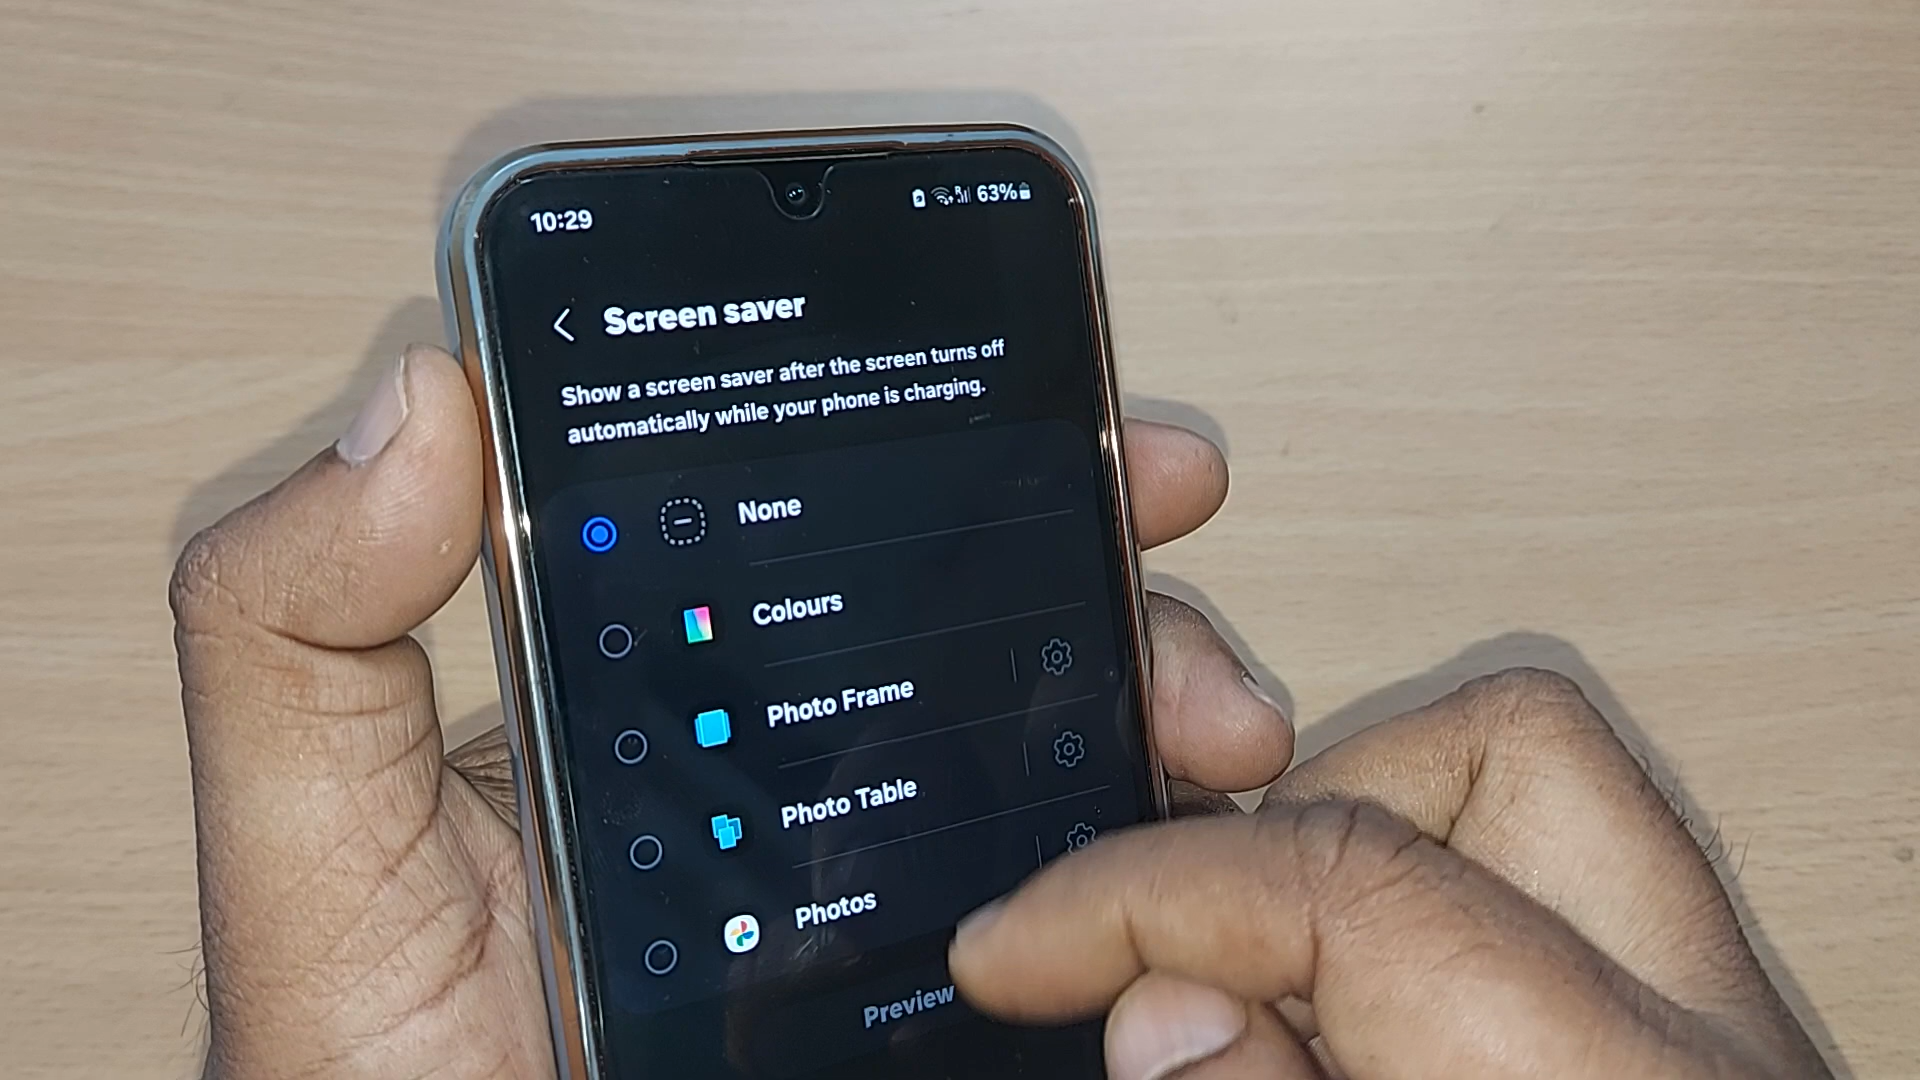 10:29
R 63%
Screen saver
Show a screen saver after the screen turns off
automatically while your phone is charging.
None
Colours
Photo Frame
Photo Table
Photos
Preview